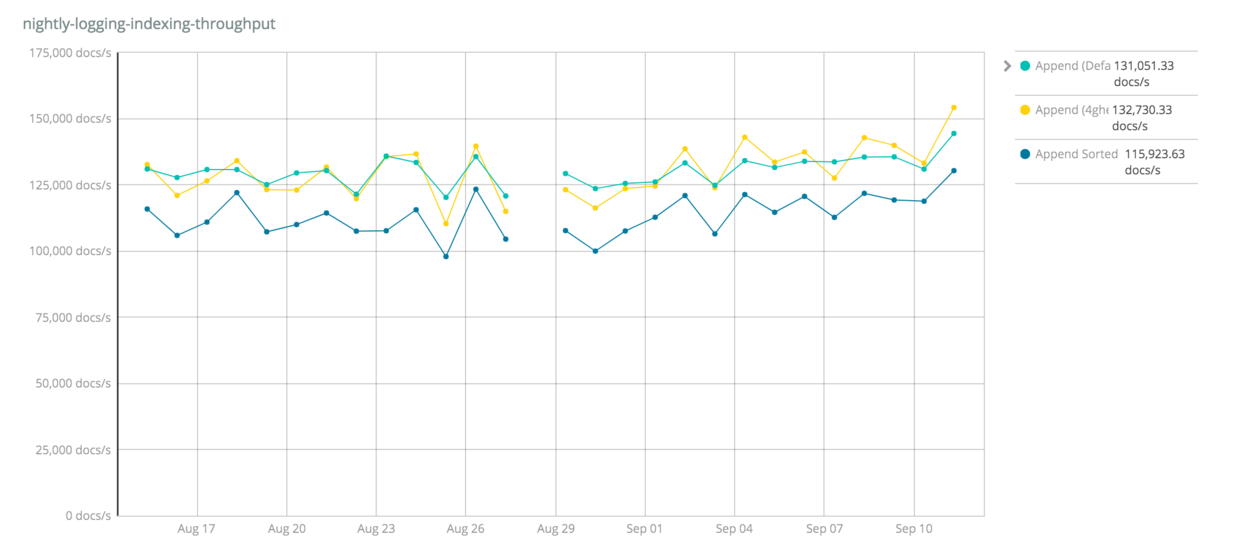 nightly-logging-indexing-throughput
175,000 docs/s
150,000 docs/s
125,000 docs/s
100,000 docs/s
75,000 docs/s
50,000 docs/s
25,000 docs/s
0 docs/s
Aug 17 Aug 20 Aug 23 Aug 26 Aug 29 Sep 01 Sep 04 Sep 07 Sep 10
Append (Defa 131,051.33
docs/s
Append (4ghe 132,730.33
docs/s
Append Sorted 115,923.63
docs/s